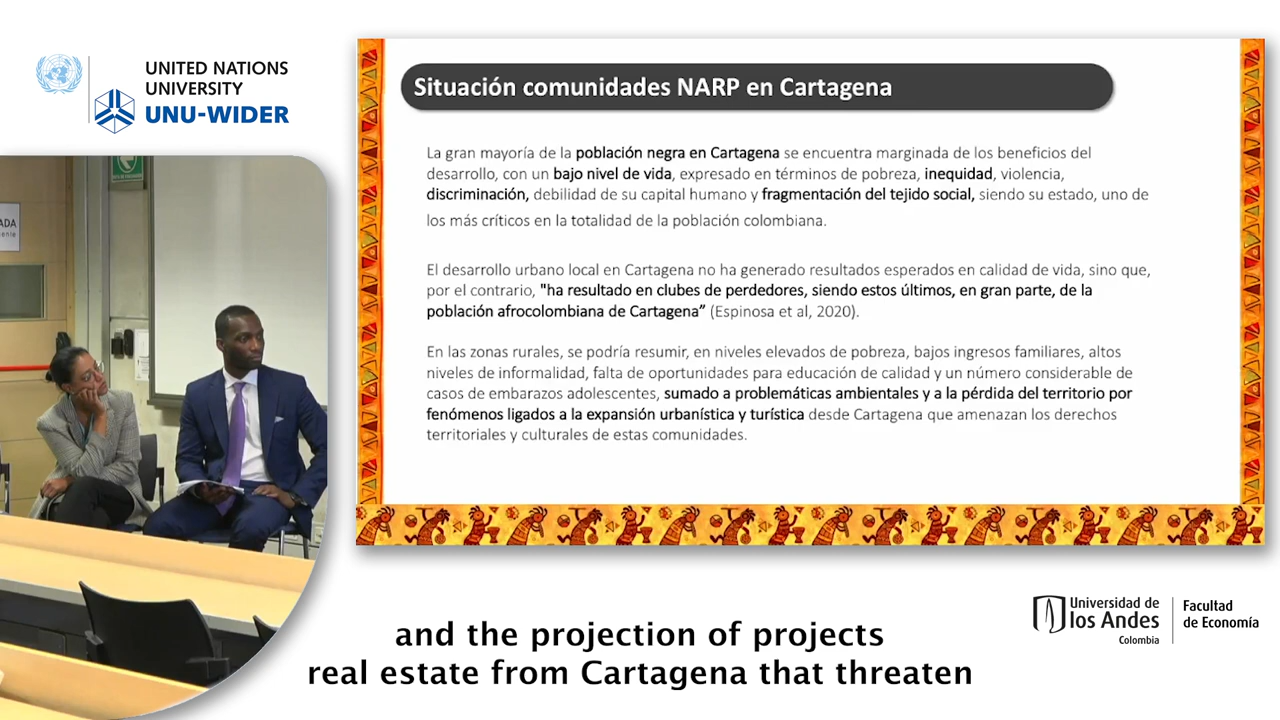 UNITED NATIONS
UNIVERSITY
UNU-WIDER
ADA
Situación comunidades NARP en Cartagena
La gran mayoría de la población negra en Cartagena se encuentra marginada de los beneficios del
desarrollo, con un bajo nivel de vida, expresado en términos de pobreza, inequidad, violencia,
discriminación, debilidad de su capital humano y fragmentación del tejido social, siendo su estado, uno de
los más críticos en la totalidad de la población colombiana.
El desarrollo urbano local en Cartagena no ha generado resultados esperados en calidad de vida, sino que,
por el contrario, "ha resultado en clubes de perdedores, siendo estos últimos, en gran parte, de la
población afrocolombiana de Cartagena” (Espinosa et al, 2020).
En las zonas rurales, se podría resumir, en niveles elevados de pobreza, bajos ingresos familiares, altos
niveles de informalidad, falta de oportunidades para educación de calidad y un número considerable de
casos de embarazos adolescentes, sumado a problemáticas ambientales y a la pérdida del territorio por
fenómenos ligados a la expansión urbanística y turística desde Cartagena que amenazan los derechos
territoriales y culturales de estas comunidades.
Universidad de
los Andes
Colombia
Facultad
de Economía
and the projection of projects
real estate from Cartagena that threaten